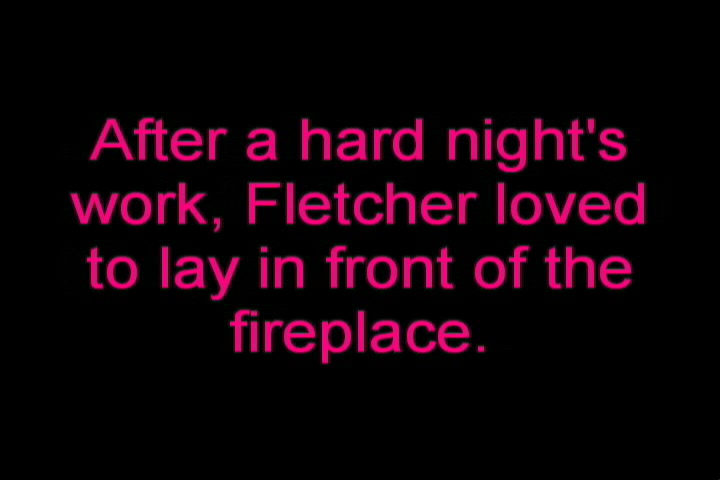 After a hard night's
work, Fletcher loved
to lay in front of the
fireplace.